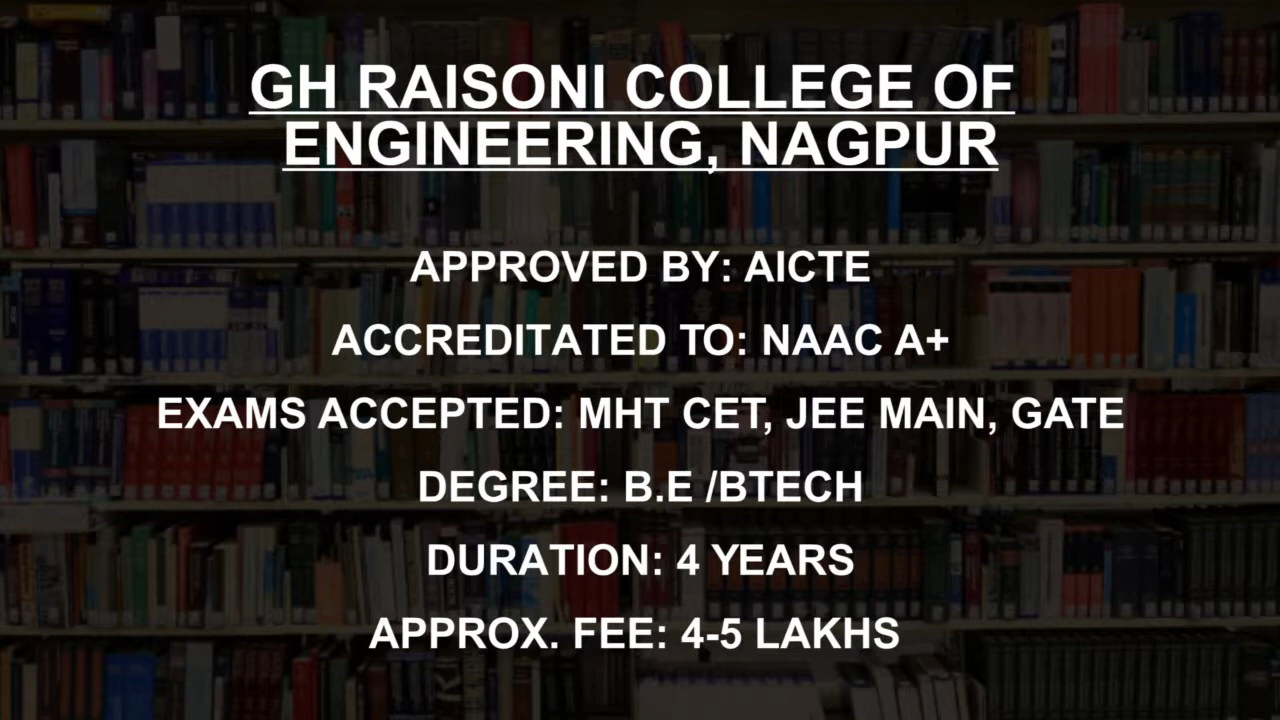 GH RAISONI COLLEGE OF
ENGINEERING, NAGPUR
APPROVED BY: AICTE
ACCREDITATED TO: NAAC A+
EXAMS ACCEPTED: MHT CET, JEE MAIN, GATE
DEGREE: B.E /BTECH
DURATION: 4 YEARS
APPROX. FEE: 4-5 LAKHS